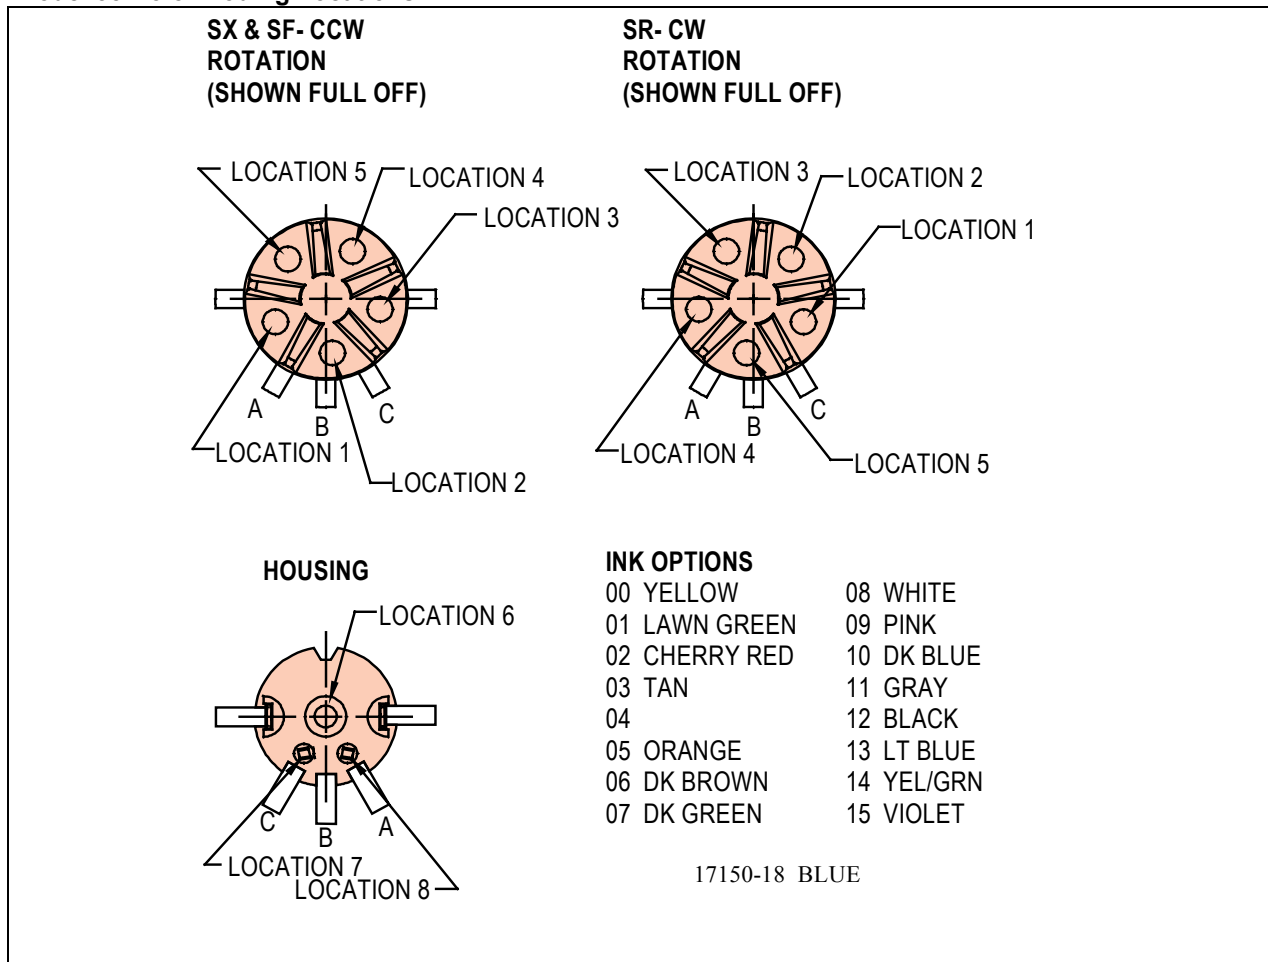 SX & SF- CCW
ROTATION
(SHOWN FULL OFF)
SR- CW
ROTATION
(SHOWN FULL OFF)
LOCATION 5
LOCATION 4
LOCATION 3
A
B
C
LOCATION 1
LOCATION 2
LOCATION 3
LOCATION 2
LOCATION 1
A
B
C
LOCATION 4
LOCATION 5
HOUSING
LOCATION 6
C
B
A
LOCATION 7
LOCATION 8
INK OPTIONS
00 YELLOW
01 LAWN GREEN
02 CHERRY RED
03 TAN
04
05 ORANGE
06 DK BROWN
07 DK GREEN
08 WHITE
09 PINK
10 DK BLUE
11 GRAY
12 BLACK
13 LT BLUE
14 YEL/GRN
15 VIOLET
17150-18 BLUE